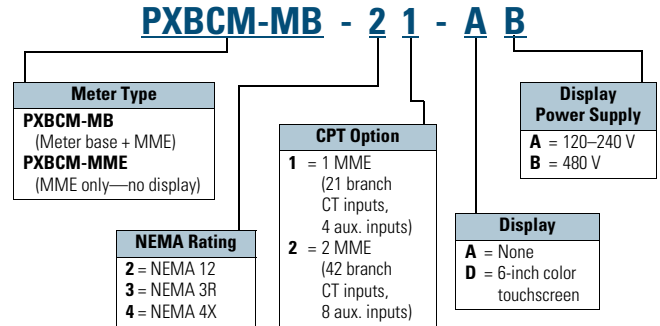 PXBCM-MB - 2 1 - A B
Meter Type
PXBCM-MB
(Meter base + MME)
PXBCM-MME
(MME only—no display)
NEMA Rating
2 = NEMA 12
3 = NEMA 3R
4 = NEMA 4X
CPT Option
1 = 1 MME
(21 branch
CT inputs,
4 aux. inputs)
2 = 2 MME
(42 branch
CT inputs,
8 aux. inputs)
Display
A = None
D = 6-inch color
touchscreen
Display
Power Supply
A = 120–240 V
B = 480 V